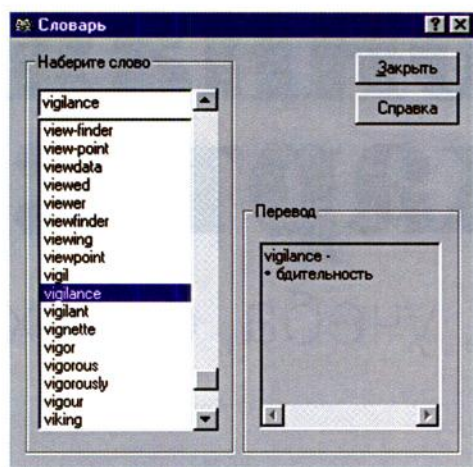 Словарь
Наберите слово
vigilance
view-finder
view-point
viewdata
viewed
viewer
viewfinder
viewing
viewpoint
vigil
vigilance
vigilant
vignette
vigor
vigorous
vigorously
vigour
viking
Закрыть
Справка
Перевод
vigilance -
• бдительность